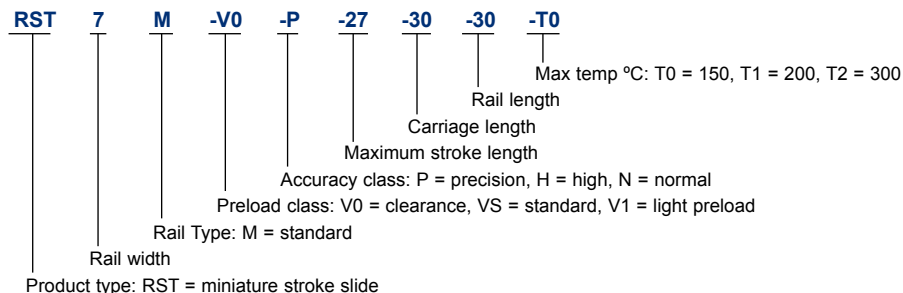 RST 7 M -V0 -P -27 -30 -30 -T0
Max temp ºC: T0 = 150, T1 = 200, T2 = 300
Rail length
Carriage length
Maximum stroke length
Accuracy class: P = precision, H = high, N = normal
Preload class: V0 = clearance, VS = standard, V1 = light preload
Rail Type: M = standard
Rail width
Product type: RST = miniature stroke slide